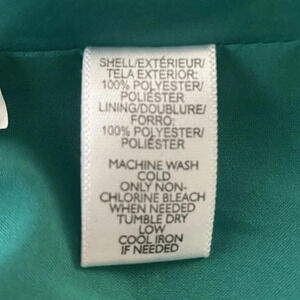 SHELL/EXTÉRIEUR/
TELA EXTERIOR:
100% POLYESTER/
POLIÉSTER
LINING/DOUBLURE/
FORRO:
100% POLYESTER/
POLIÉSTER
MACHINE WASH
COLD
ONLY NON-
CHLORINE BLEACH
WHEN NEEDED
TUMBLE DRY
LOW
COOL IRON
IF NEEDED